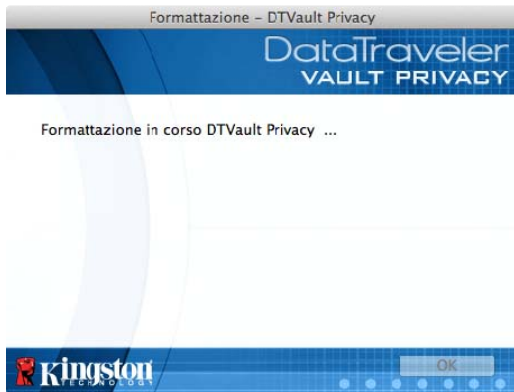 Formattazione – DTVault Privacy
DataTraveler
VAULT PRIVACY
Formattazione in corso DTVault Privacy ...
Kingston
TECHNOLOGY
OK